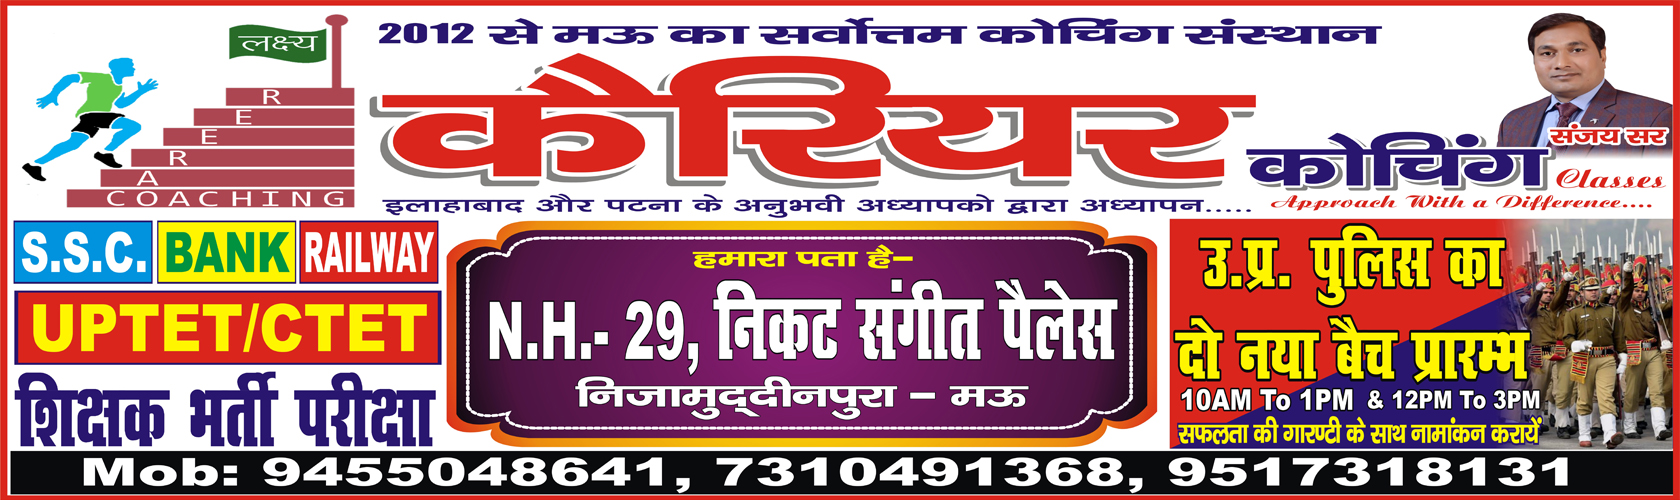 लक्ष्य
CAREER
COACHING
2012 से मऊ का सर्वोत्तम कोचिंग संस्थान
कैरियर
कोचिंग Classes
संजय सर
Approach With a Difference....
इलाहाबाद और पटना के अनुभवी अध्यापको द्वारा अध्यापन.....
S.S.C. BANK RAILWAY
UPTET/CTET
शिक्षक भर्ती परीक्षा
हमारा पता है–
N.H.- 29, निकट संगीत पैलेस
निजामुद्दीनपुरा – मऊ
उ.प्र. पुलिस का
दो नया बैच प्रारम्भ
10AM To 1PM & 12PM To 3PM
सफलता की गारण्टी के साथ नामांकन करायें
Mob: 9455048641, 7310491368, 9517318131